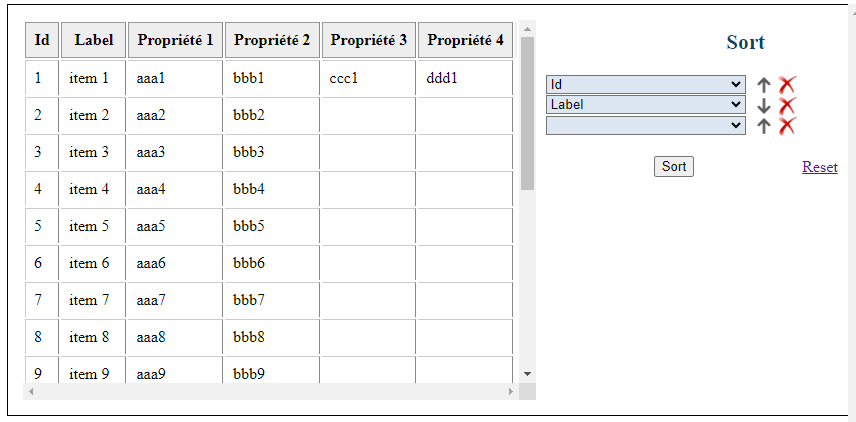 Id Label Propriété 1 Propriété 2 Propriété 3 Propriété 4
1 item 1 aaa1 bbb1 ccc1 ddd1
2 item 2 aaa2 bbb2
3 item 3 aaa3 bbb3
4 item 4 aaa4 bbb4
5 item 5 aaa5 bbb5
6 item 6 aaa6 bbb6
7 item 7 aaa7 bbb7
8 item 8 aaa8 bbb8
9 item 9 aaa9 bbb9
Sort
Id
Label
Sort Reset